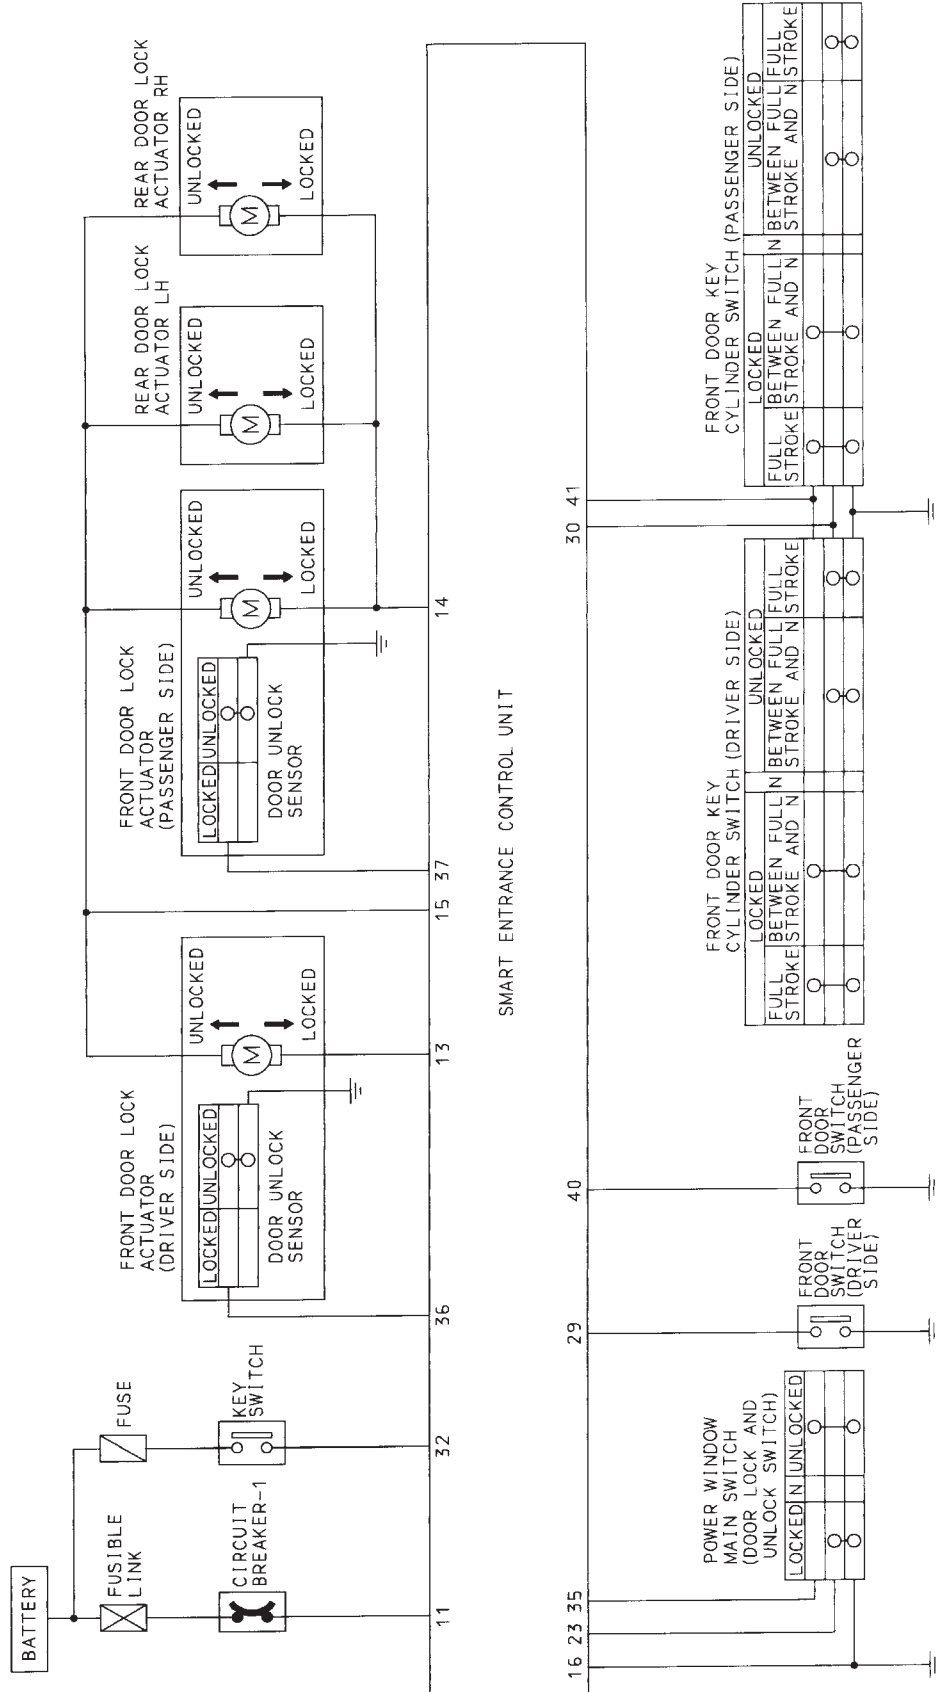 BATTERY
FUSIBLE
LINK
FUSE
CIRCUIT
BREAKER-1
KEY
SWITCH
11
32
FRONT DOOR LOCK
ACTUATOR
(DRIVER SIDE)
LOCKED UNLOCKED
DOOR UNLOCK
SENSOR
UNLOCKED
M
LOCKED
36
13
15
FRONT DOOR LOCK
ACTUATOR
(PASSENGER SIDE)
LOCKED UNLOCKED
DOOR UNLOCK
SENSOR
UNLOCKED
M
LOCKED
37
14
REAR DOOR LOCK
ACTUATOR LH
UNLOCKED
M
LOCKED
REAR DOOR LOCK
ACTUATOR RH
UNLOCKED
M
LOCKED
SMART ENTRANCE CONTROL UNIT
16 23 35
29
40
30 41
POWER WINDOW
MAIN SWITCH
(DOOR LOCK AND
UNLOCK SWITCH)
LOCKED N UNLOCKED
FRONT
DOOR
SWITCH
(DRIVER
SIDE)
FRONT
DOOR
SWITCH
(PASSENGER
SIDE)
FRONT DOOR KEY
CYLINDER SWITCH (DRIVER SIDE)
LOCKED UNLOCKED
FULL BETWEEN FULL N BETWEEN FULL FULL
STROKE STROKE AND N STROKE AND N STROKE
FRONT DOOR KEY
CYLINDER SWITCH (PASSENGER SIDE)
LOCKED UNLOCKED
FULL BETWEEN FULL N BETWEEN FULL FULL
STROKE STROKE AND N STROKE AND N STROKE